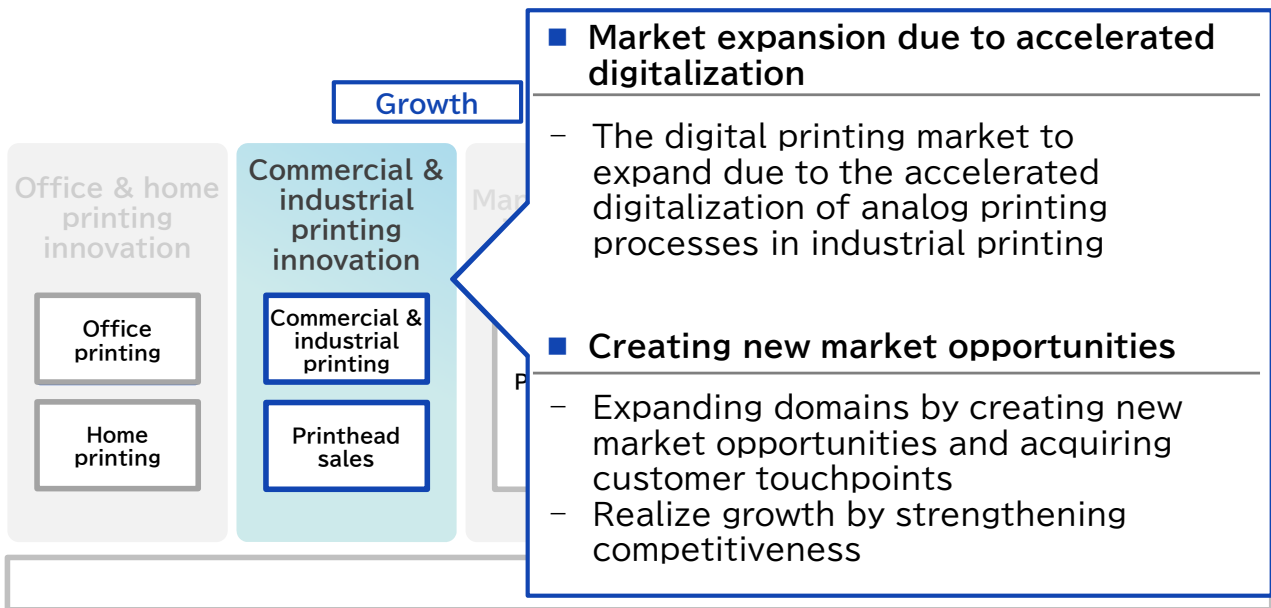 Growth
Office & home
printing
innovation
Office
printing
Home
printing
Commercial &
industrial
printing
innovation
Commercial &
industrial
printing
Printhead
sales
■ Market expansion due to accelerated
digitalization
– The digital printing market to
expand due to the accelerated
digitalization of analog printing
processes in industrial printing
■ Creating new market opportunities
– Expanding domains by creating new
market opportunities and acquiring
customer touchpoints
– Realize growth by strengthening
competitiveness